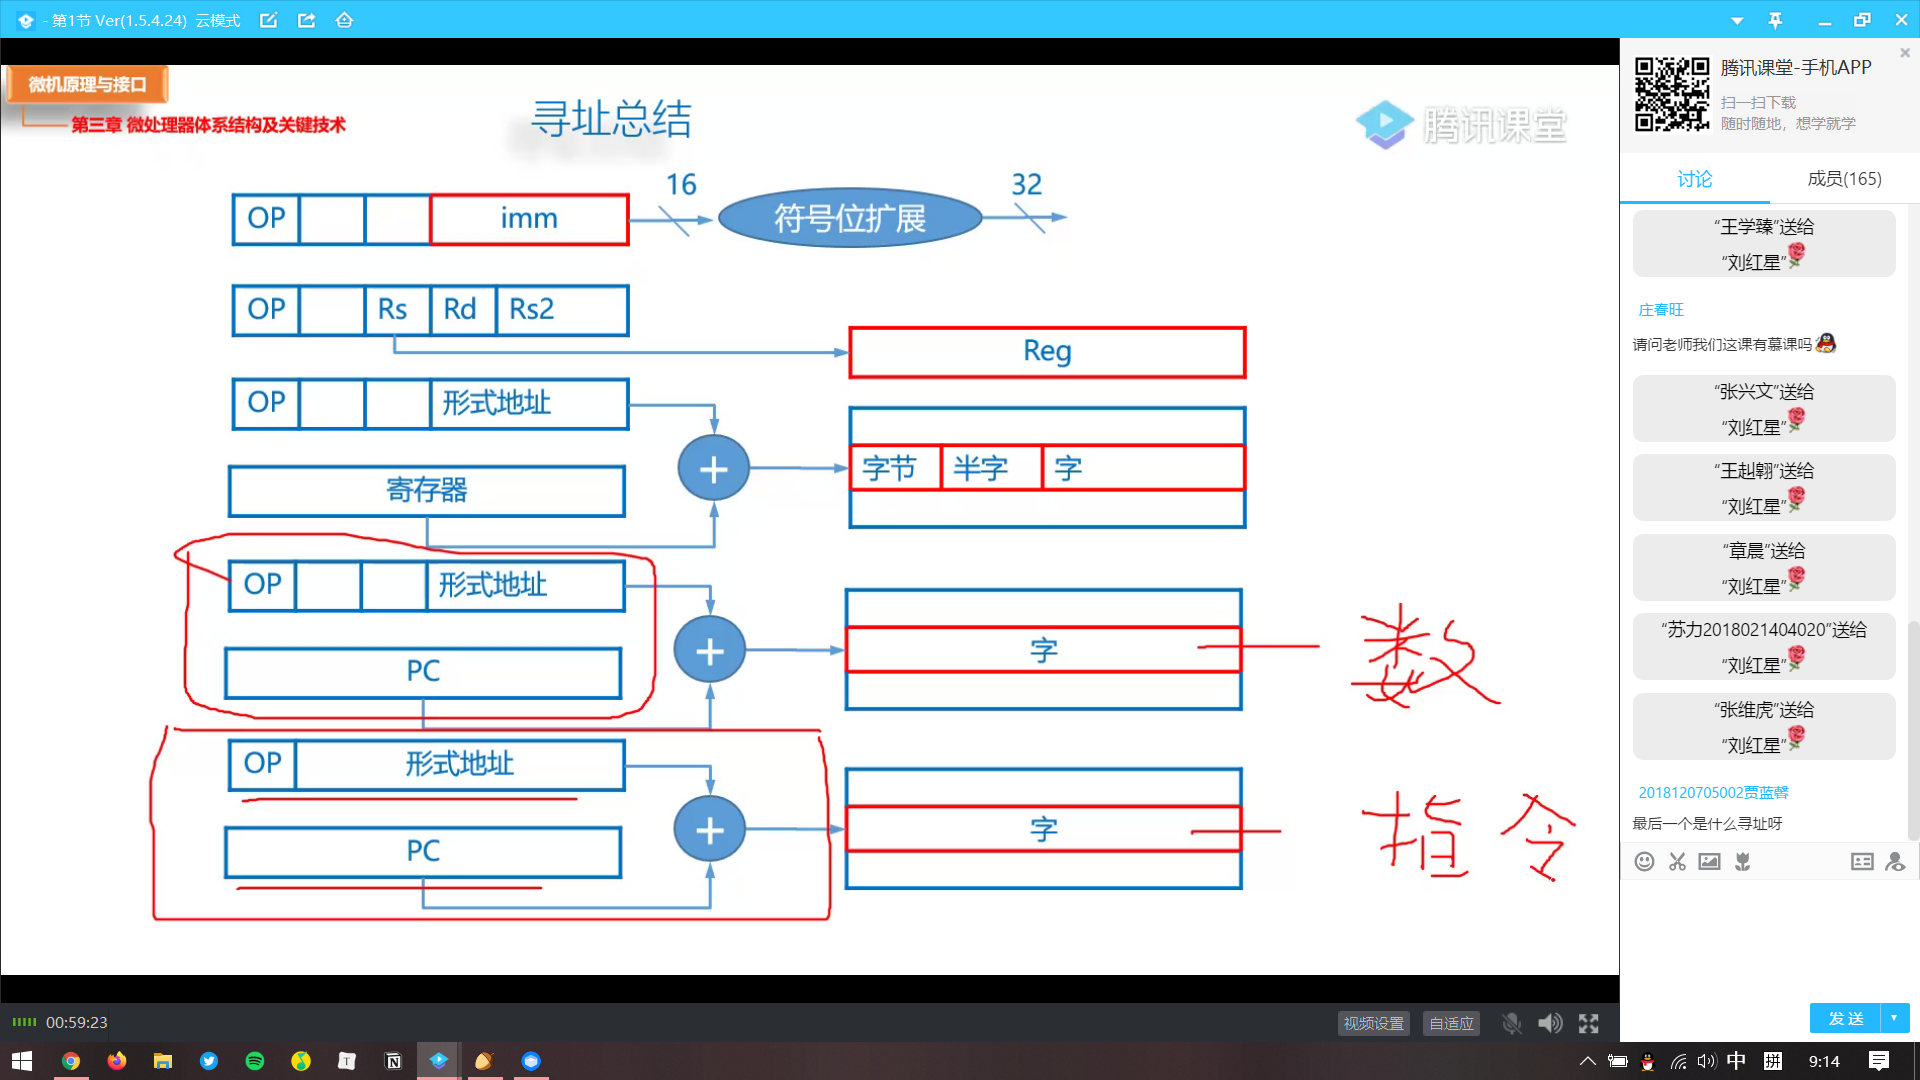 - 第1节 Ver(1.5.4.24) 云模式
微机原理与接口
第三章 微处理器体系结构及关键技术
寻址总结
腾讯课堂
OP imm 16 符号位扩展 32
OP Rs Rd Rs2
Reg
OP 形式地址
字节 半字 字
寄存器
OP 形式地址
字 数
PC
OP 形式地址
字 指令
PC
00:59:23
视频设置 自适应
腾讯课堂-手机APP
扫一扫下载
随时随地，想学就学
讨论 成员(165)
“王学臻”送给
“刘红星”
庄春旺
请问老师我们这课有慕课吗
“张兴文”送给
“刘红星”
送给
“刘红星”
“章晨”送给
“刘红星”
“苏力2018021404020”送给
“刘红星”
“张维虎”送给
“刘红星”
2018120705002贾蓝馨
最后一个是什么寻址呀
发送
中 拼 9:14